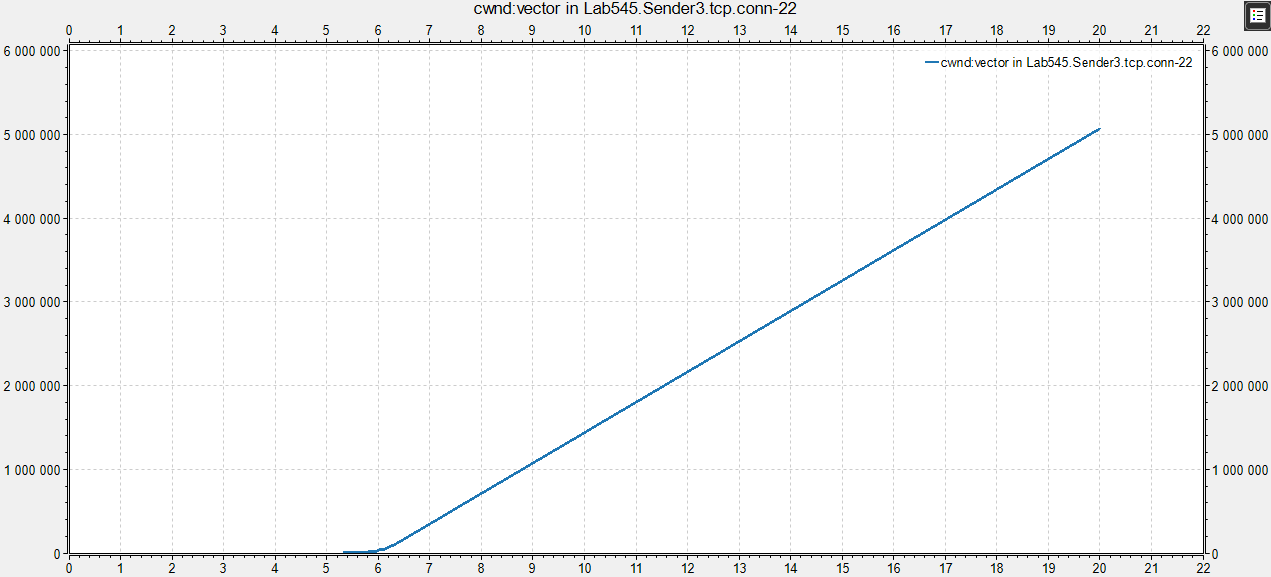 cwnd:vector in Lab545.Sender3.tcp.conn-22
0 1 2 3 4 5 6 7 8 9 10 11 12 13 14 15 16 17 18 19 20 21 22
6 000 000 6 000 000
cwnd:vector in Lab545.Sender3.tcp.conn-22
5 000 000 5 000 000
4 000 000 4 000 000
3 000 000 3 000 000
2 000 000 2 000 000
1 000 000 1 000 000
0 0
0 1 2 3 4 5 6 7 8 9 10 11 12 13 14 15 16 17 18 19 20 21 22